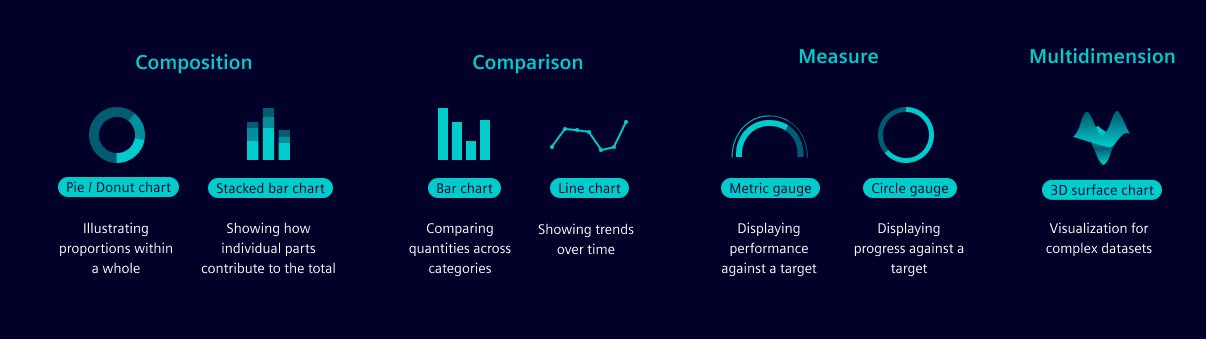 Composition
Pie / Donut chart
Illustrating
proportions within
a whole
Stacked bar chart
Showing how
individual parts
contribute to the total
Comparison
Bar chart
Comparing
quantities across
categories
Line chart
Showing trends
over time
Measure
Metric gauge
Displaying
performance
against a target
Circle gauge
Displaying
progress against a
target
Multidimension
3D surface chart
Visualization for
complex datasets